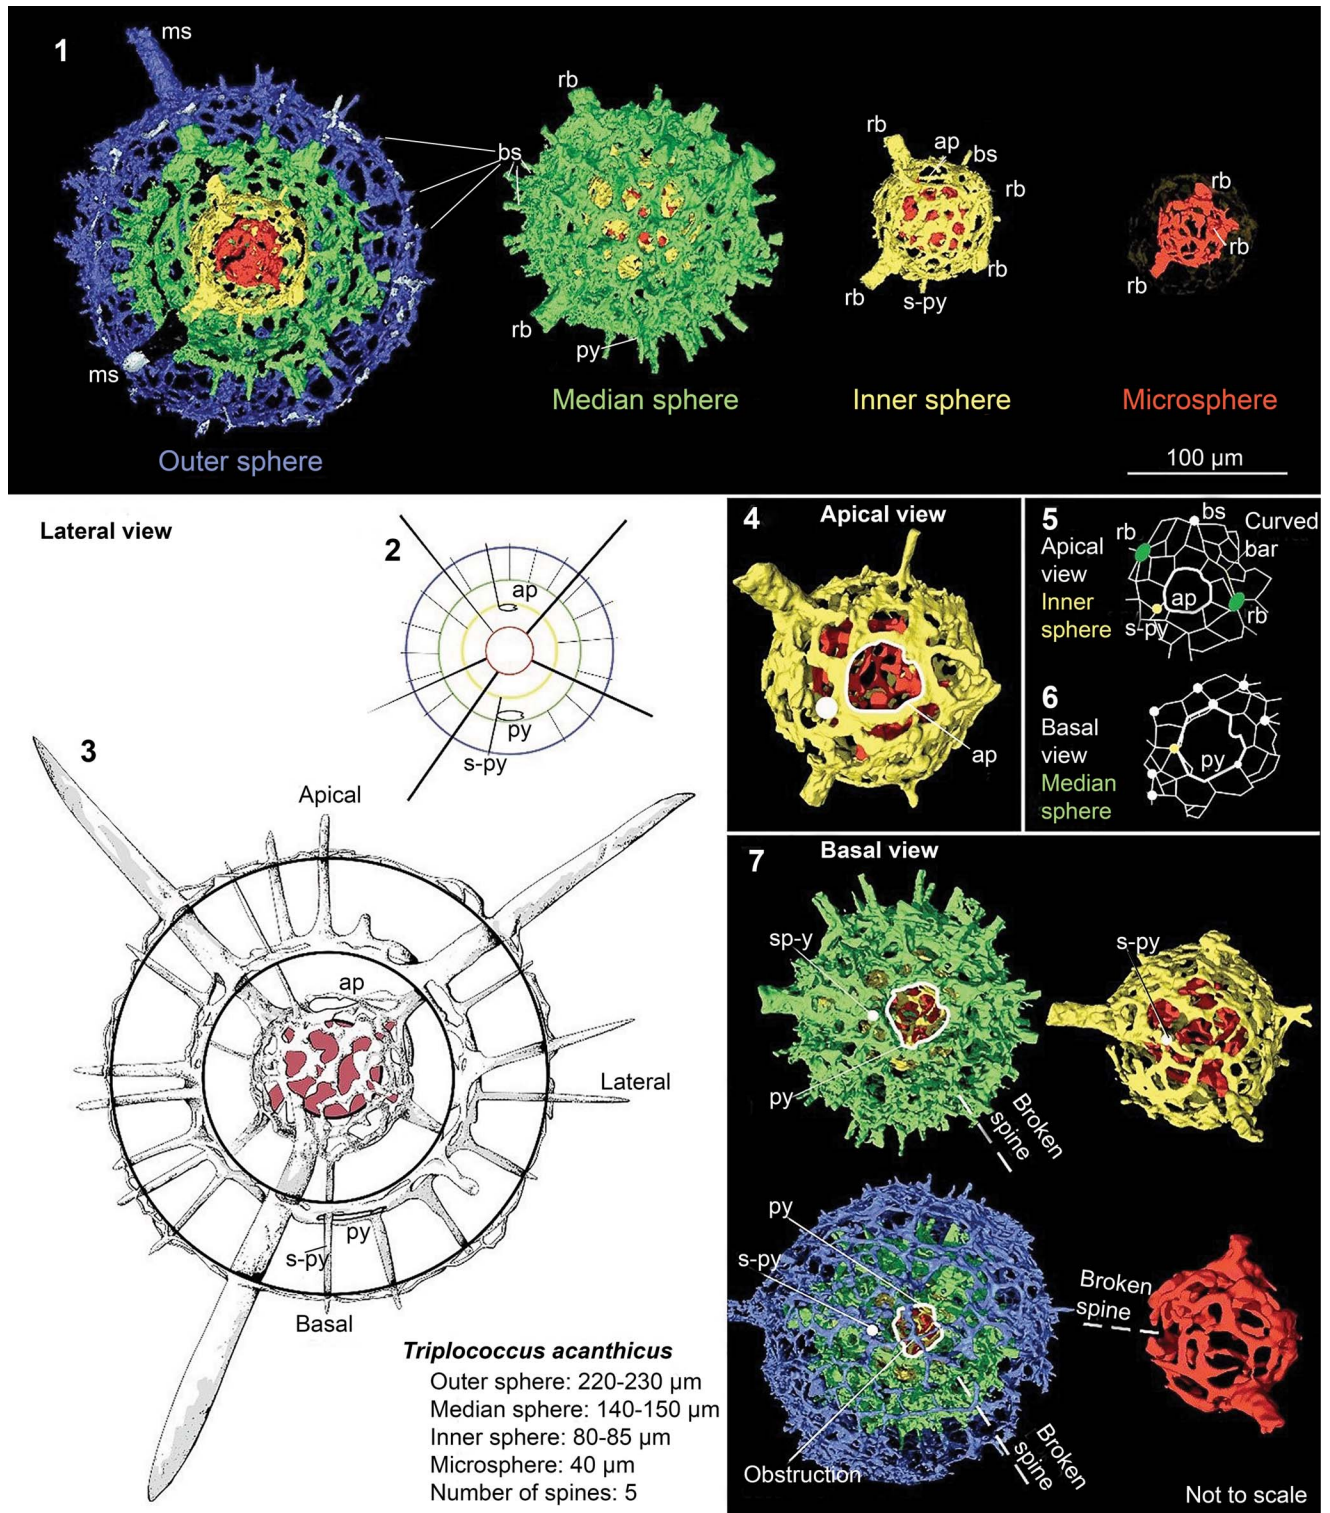 1
ms
ms
bs
rb
rb
py
rb
ap
bs
rb
rb
rb
s-py
rb
rb
rb
Outer sphere
Median sphere
Inner sphere
Microsphere
100 µm
Lateral view
2
ap
py
s-py
3
Apical
ap
Lateral
py
s-py
Basal
Triplococcus acanthicus
Outer sphere: 220-230 µm
Median sphere: 140-150 µm
Inner sphere: 80-85 µm
Microsphere: 40 µm
Number of spines: 5
4
Apical view
ap
5
Apical
view
Inner
sphere
rb
bs
Curved
bar
ap
s-py
rb
6
Basal
view
Median
sphere
py
7
Basal view
sp-y
py
Broken
spine
s-py
py
s-py
Obstruction
Broken
spine
Broken
spine
Not to scale